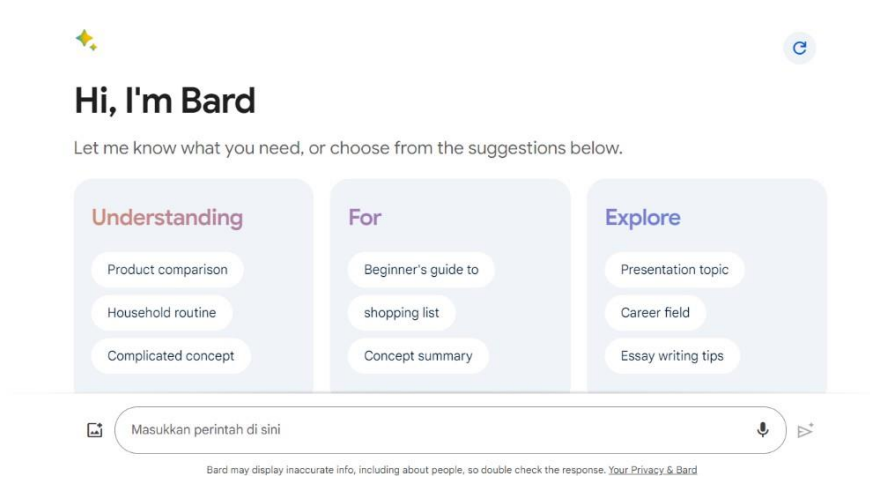 Hi, I'm Bard
Let me know what you need, or choose from the suggestions below.
Understanding
Product comparison
Household routine
Complicated concept
For
Beginner's guide to
shopping list
Concept summary
Explore
Presentation topic
Career field
Essay writing tips
Masukkan perintah di sini
Bard may display inaccurate info, including about people, so double check the response. Your Privacy & Bard